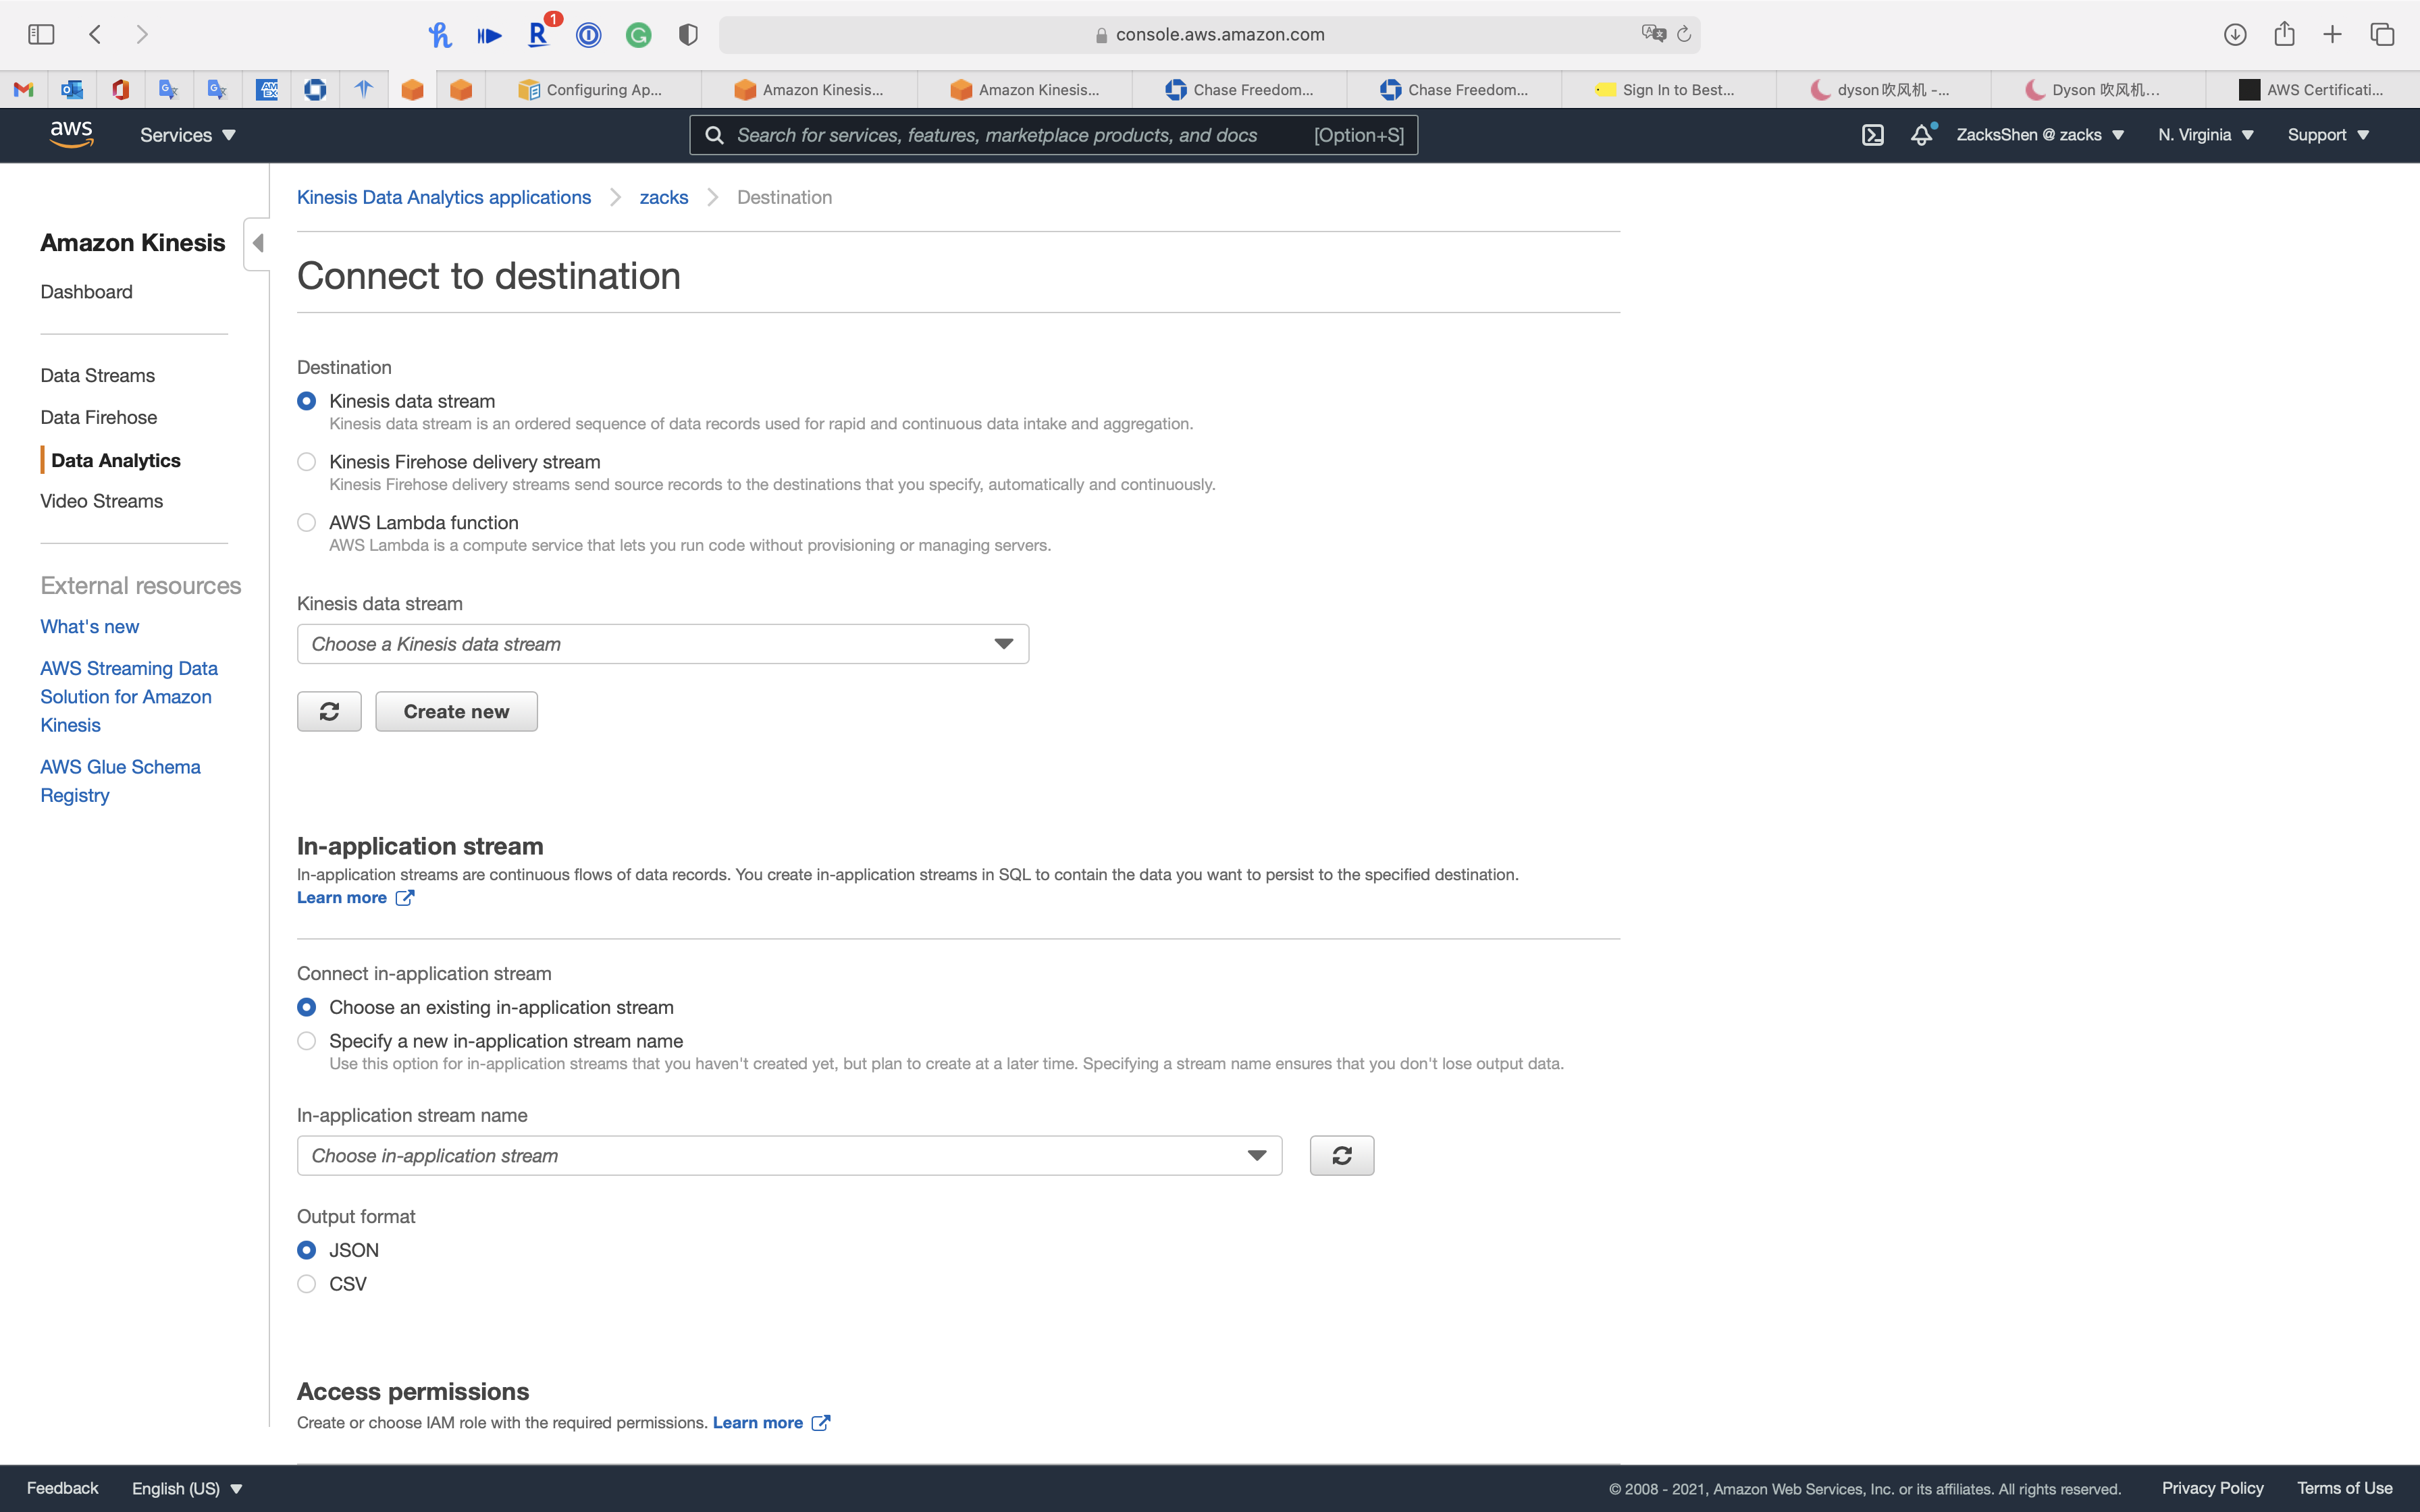 1
console.aws.amazon.com
Configuring Ap...
Amazon Kinesis...
Amazon Kinesis...
Chase Freedom...
Chase Freedom...
Sign In to Best...
dyson吹风机 -...
Dyson 吹风机...
AWS Certificati...
aws
Services
Search for services, features, marketplace products, and docs [Option+S]
ZacksShen @ zacks
N. Virginia
Support
Kinesis Data Analytics applications
zacks
Destination
Amazon Kinesis
Dashboard
Data Streams
Data Firehose
Data Analytics
Video Streams
External resources
What's new
AWS Streaming Data
Solution for Amazon
Kinesis
AWS Glue Schema
Registry
Connect to destination
Destination
Kinesis data stream
Kinesis data stream is an ordered sequence of data records used for rapid and continuous data intake and aggregation.
Kinesis Firehose delivery stream
Kinesis Firehose delivery streams send source records to the destinations that you specify, automatically and continuously.
AWS Lambda function
AWS Lambda is a compute service that lets you run code without provisioning or managing servers.
Kinesis data stream
Choose a Kinesis data stream
Create new
In-application stream
In-application streams are continuous flows of data records. You create in-application streams in SQL to contain the data you want to persist to the specified destination.
Learn more
Connect in-application stream
Choose an existing in-application stream
Specify a new in-application stream name
Use this option for in-application streams that you haven't created yet, but plan to create at a later time. Specifying a stream name ensures that you don't lose output data.
In-application stream name
Choose in-application stream
Output format
JSON
CSV
Access permissions
Create or choose IAM role with the required permissions. Learn more
Feedback
English (US)
© 2008 - 2021, Amazon Web Services, Inc. or its affiliates. All rights reserved.
Privacy Policy
Terms of Use